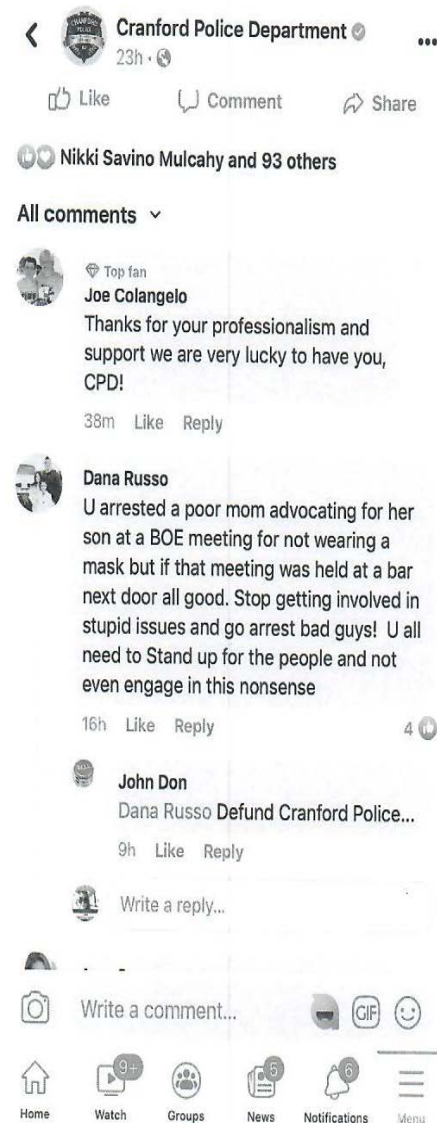 Cranford Police Department
23h
Like Comment Share
Nikki Savino Mulcahy and 93 others
All comments
Top fan
Joe Colangelo
Thanks for your professionalism and
support we are very lucky to have you,
CPD!
38m Like Reply
Dana Russo
U arrested a poor mom advocating for her
son at a BOE meeting for not wearing a
mask but if that meeting was held at a bar
next door all good. Stop getting involved in
stupid issues and go arrest bad guys! U all
need to Stand up for the people and not
even engage in this nonsense
16h Like Reply 4
John Don
Dana Russo Defund Cranford Police...
9h Like Reply
Write a reply...
Write a comment...
GIF
9+ 5 6
Home Watch Groups News Notifications Menu